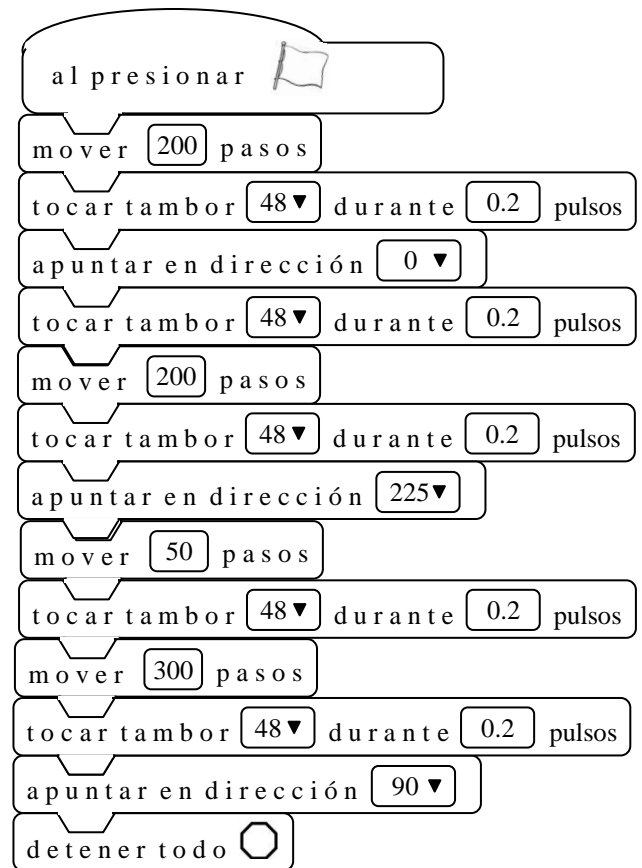 al presionar
mover 200 pasos
tocar tambor 48 durante 0.2 pulsos
apuntar en dirección 0
tocar tambor 48 durante 0.2 pulsos
mover 200 pasos
tocar tambor 48 durante 0.2 pulsos
apuntar en dirección 225
mover 50 pasos
tocar tambor 48 durante 0.2 pulsos
mover 300 pasos
tocar tambor 48 durante 0.2 pulsos
apuntar en dirección 90
detener todo